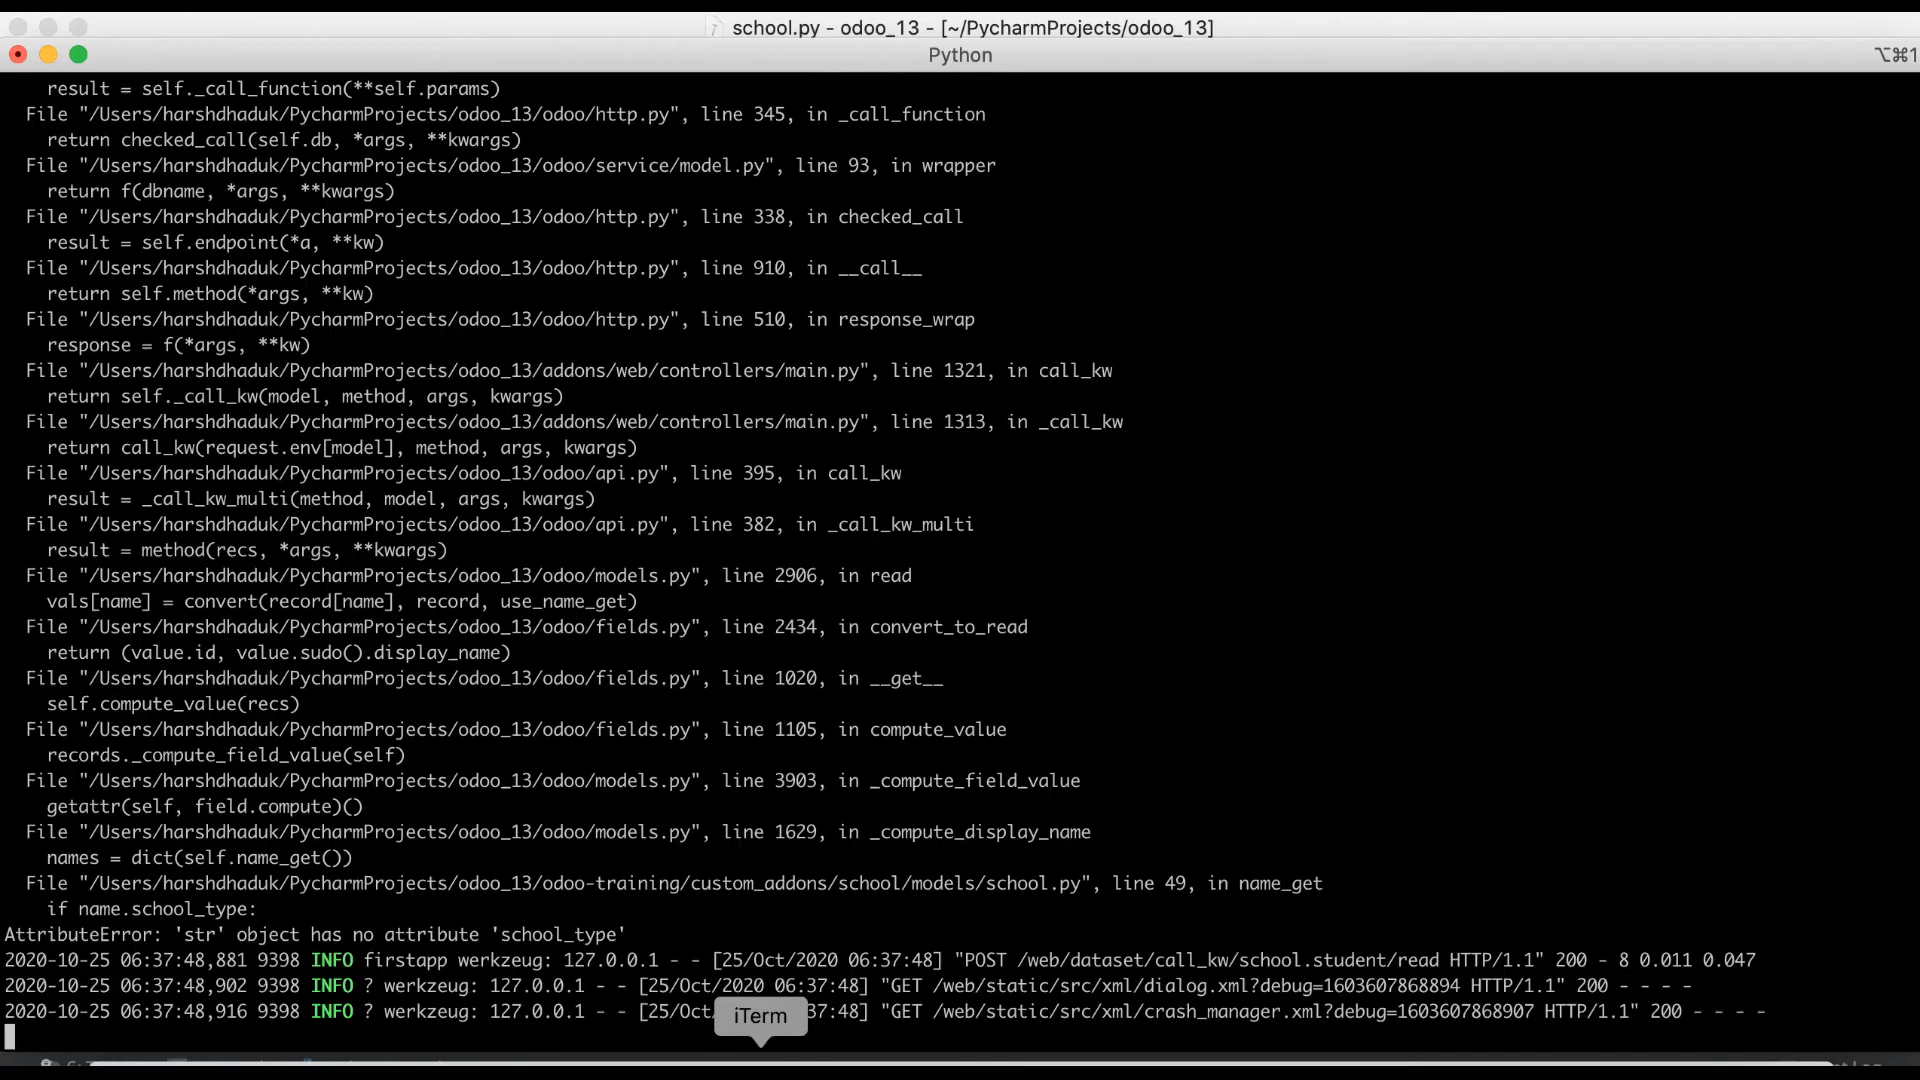 school.py - odoo_13 - [~/PycharmProjects/odoo_13]
Python
⌥⌘1
result = self._call_function(**self.params)
File "/Users/harshdhaduk/PycharmProjects/odoo_13/odoo/http.py", line 345, in _call_function
return checked_call(self.db, *args, **kwargs)
File "/Users/harshdhaduk/PycharmProjects/odoo_13/odoo/service/model.py", line 93, in wrapper
return f(dbname, *args, **kwargs)
File "/Users/harshdhaduk/PycharmProjects/odoo_13/odoo/http.py", line 338, in checked_call
result = self.endpoint(*a, **kw)
File "/Users/harshdhaduk/PycharmProjects/odoo_13/odoo/http.py", line 910, in __call__
return self.method(*args, **kw)
File "/Users/harshdhaduk/PycharmProjects/odoo_13/odoo/http.py", line 510, in response_wrap
response = f(*args, **kw)
File "/Users/harshdhaduk/PycharmProjects/odoo_13/addons/web/controllers/main.py", line 1321, in call_kw
return self._call_kw(model, method, args, kwargs)
File "/Users/harshdhaduk/PycharmProjects/odoo_13/addons/web/controllers/main.py", line 1313, in _call_kw
return call_kw(request.env[model], method, args, kwargs)
File "/Users/harshdhaduk/PycharmProjects/odoo_13/odoo/api.py", line 395, in call_kw
result = _call_kw_multi(method, model, args, kwargs)
File "/Users/harshdhaduk/PycharmProjects/odoo_13/odoo/api.py", line 382, in _call_kw_multi
result = method(recs, *args, **kwargs)
File "/Users/harshdhaduk/PycharmProjects/odoo_13/odoo/models.py", line 2906, in read
vals[name] = convert(record[name], record, use_name_get)
File "/Users/harshdhaduk/PycharmProjects/odoo_13/odoo/fields.py", line 2434, in convert_to_read
return (value.id, value.sudo().display_name)
File "/Users/harshdhaduk/PycharmProjects/odoo_13/odoo/fields.py", line 1020, in __get__
self.compute_value(recs)
File "/Users/harshdhaduk/PycharmProjects/odoo_13/odoo/fields.py", line 1105, in compute_value
records._compute_field_value(self)
File "/Users/harshdhaduk/PycharmProjects/odoo_13/odoo/models.py", line 3903, in _compute_field_value
getattr(self, field.compute)()
File "/Users/harshdhaduk/PycharmProjects/odoo_13/odoo/models.py", line 1629, in _compute_display_name
names = dict(self.name_get())
File "/Users/harshdhaduk/PycharmProjects/odoo_13/odoo-training/custom_addons/school/models/school.py", line 49, in name_get
if name.school_type:
AttributeError: 'str' object has no attribute 'school_type'
2020-10-25 06:37:48,881 9398 INFO firstapp werkzeug: 127.0.0.1 - - [25/Oct/2020 06:37:48] "POST /web/dataset/call_kw/school.student/read HTTP/1.1" 200 - 8 0.011 0.047
2020-10-25 06:37:48,902 9398 INFO ? werkzeug: 127.0.0.1 - - [25/Oct/2020 06:37:48] "GET /web/static/src/xml/dialog.xml?debug=1603607868894 HTTP/1.1" 200 - - - -
2020-10-25 06:37:48,916 9398 INFO ? werkzeug: 127.0.0.1 - - [25/Oct/ 37:48] "GET /web/static/src/xml/crash_manager.xml?debug=1603607868907 HTTP/1.1" 200 - - - -
iTerm